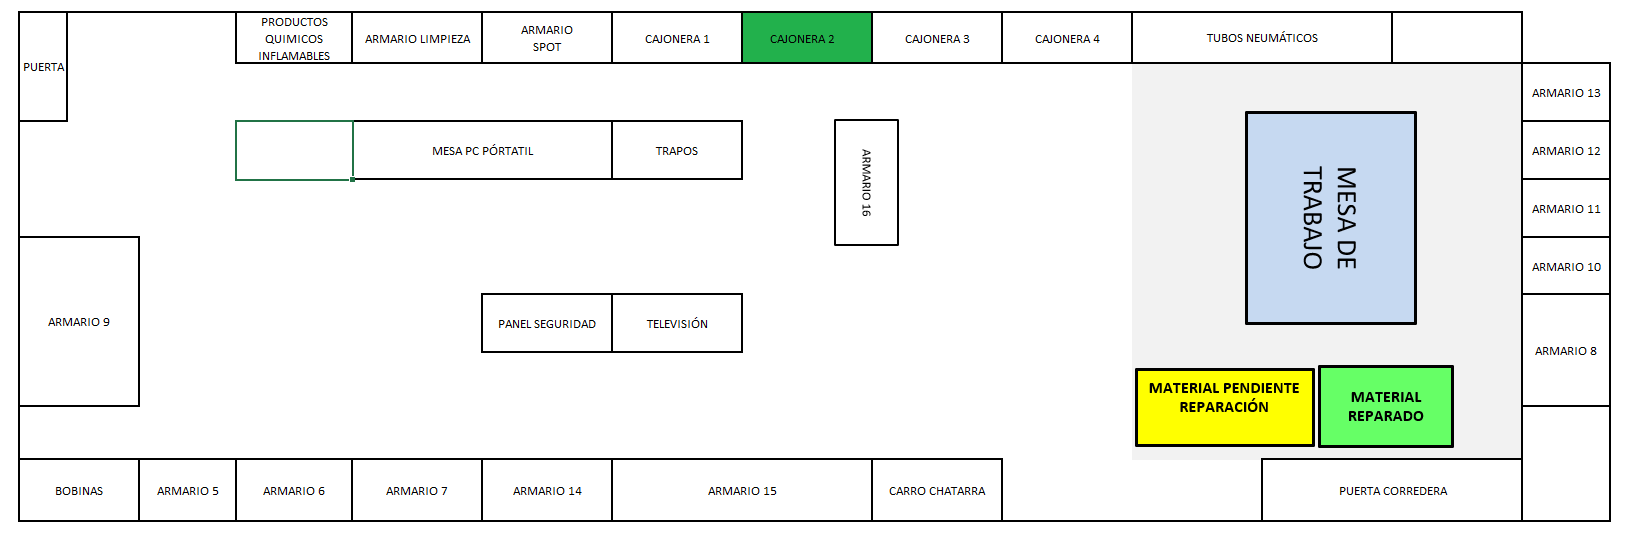 PRODUCTOS
QUIMICOS
INFLAMABLES
ARMARIO LIMPIEZA
ARMARIO
SPOT
CAJONERA 1
CAJONERA 2
CAJONERA 3
CAJONERA 4
TUBOS NEUMÁTICOS
PUERTA
ARMARIO 13
MESA PC PÓRTATIL
TRAPOS
ARMARIO 16
MESA DE
TRABAJO
ARMARIO 12
ARMARIO 11
ARMARIO 10
ARMARIO 9
PANEL SEGURIDAD
TELEVISIÓN
ARMARIO 8
MATERIAL PENDIENTE
REPARACIÓN
MATERIAL
REPARADO
BOBINAS
ARMARIO 5
ARMARIO 6
ARMARIO 7
ARMARIO 14
ARMARIO 15
CARRO CHATARRA
PUERTA CORREDERA